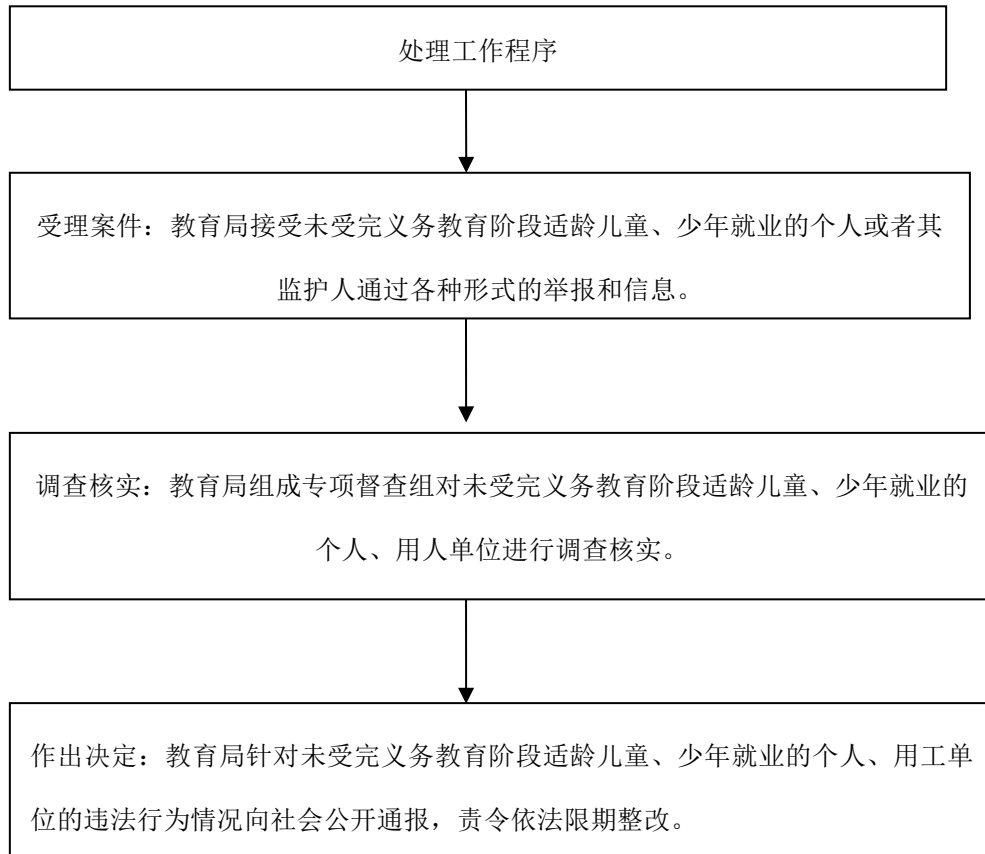 处理工作程序
受理案件：教育局接受未受完义务教育阶段适龄儿童、少年就业的个人或者其
监护人通过各种形式的举报和信息。
调查核实：教育局组成专项督查组对未受完义务教育阶段适龄儿童、少年就业的
个人、用人单位进行调查核实。
作出决定：教育局针对未受完义务教育阶段适龄儿童、少年就业的个人、用工单
位的违法行为情况向社会公开通报，责令依法限期整改。